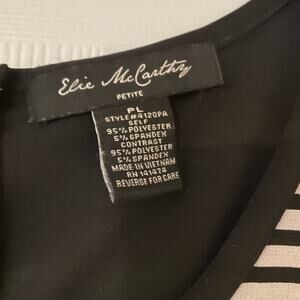 Elie McCarthy
PETITE
PL
STYLE#4120PA
SELF
95% POLYESTER
5% SPANDEX
CONTRAST
95% POLYESTER
5% SPANDEX
MADE IN VIETNAM
RN 141474
REVERSE FOR CARE